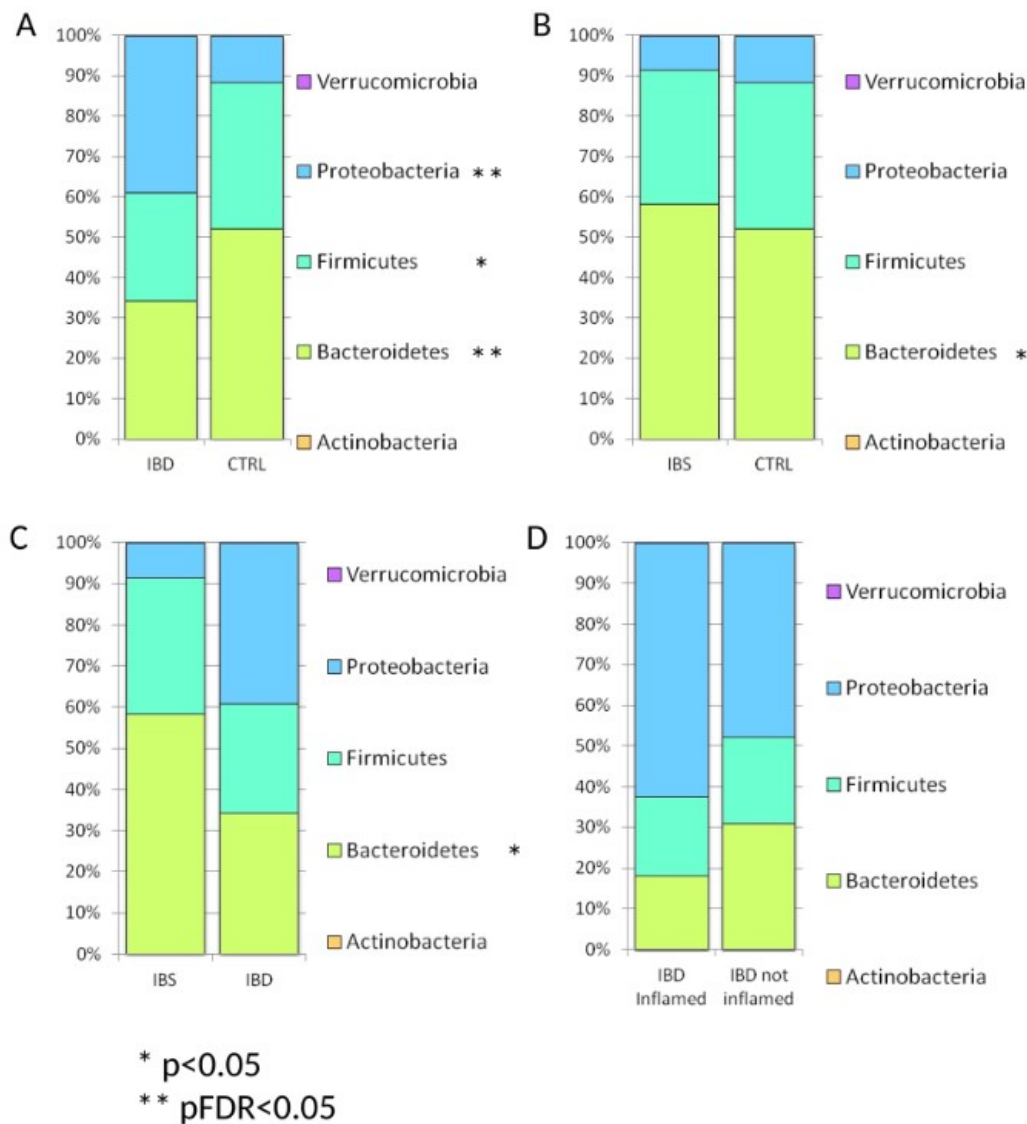 A
100%
90%
80%
70%
60%
50%
40%
30%
20%
10%
0%
IBD CTRL
Verrucomicrobia
Proteobacteria **
Firmicutes *
Bacteroidetes **
Actinobacteria
B
100%
90%
80%
70%
60%
50%
40%
30%
20%
10%
0%
IBS CTRL
Verrucomicrobia
Proteobacteria
Firmicutes
Bacteroidetes *
Actinobacteria
C
100%
90%
80%
70%
60%
50%
40%
30%
20%
10%
0%
IBS IBD
Verrucomicrobia
Proteobacteria
Firmicutes
Bacteroidetes *
Actinobacteria
D
100%
90%
80%
70%
60%
50%
40%
30%
20%
10%
0%
IBD IBD not
Inflamed inflamed
Verrucomicrobia
Proteobacteria
Firmicutes
Bacteroidetes
Actinobacteria
* p<0.05
** pFDR<0.05